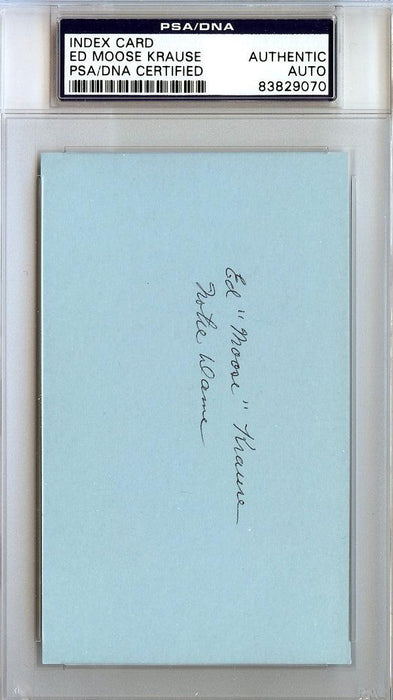 PSA/DNA
INDEX CARD
ED MOOSE KRAUSE
PSA/DNA CERTIFIED
AUTHENTIC
AUTO
83829070
Ed "Moose" Krause
Notre Dame